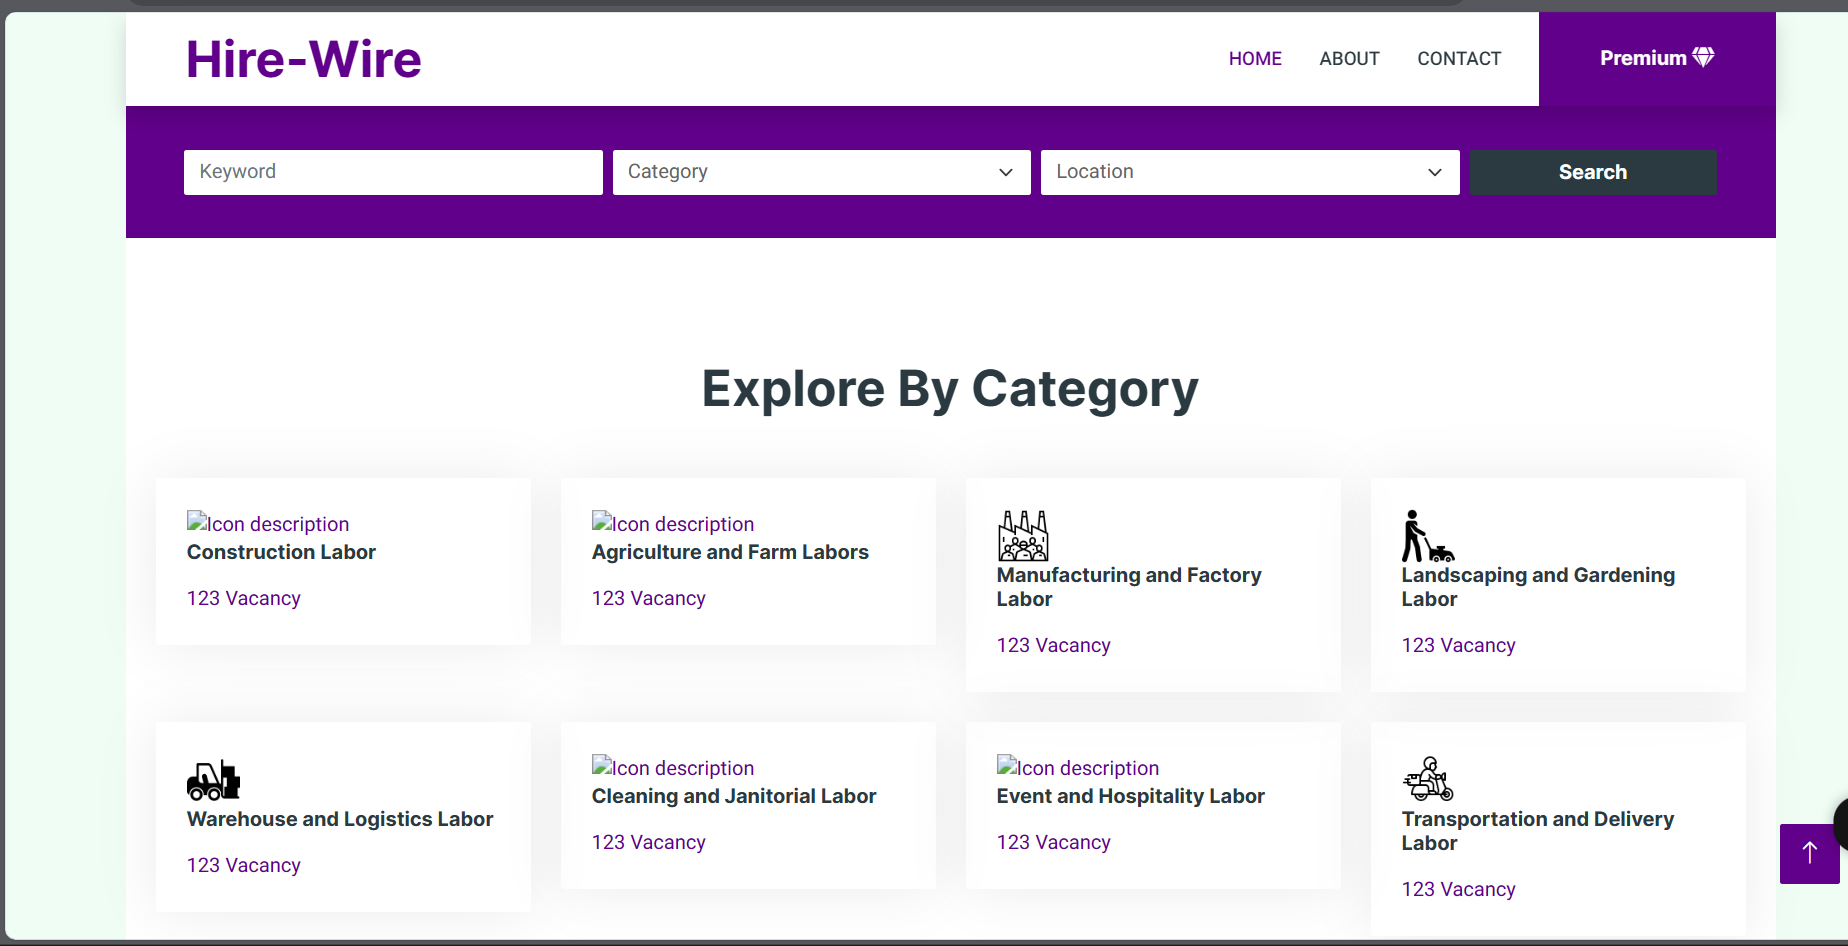 Hire-Wire
HOME ABOUT CONTACT Premium
Keyword Category Location Search
Explore By Category
Icon description
Construction Labor
123 Vacancy
Icon description
Agriculture and Farm Labors
123 Vacancy
Manufacturing and Factory
Labor
123 Vacancy
Landscaping and Gardening
Labor
123 Vacancy
Warehouse and Logistics Labor
123 Vacancy
Icon description
Cleaning and Janitorial Labor
123 Vacancy
Icon description
Event and Hospitality Labor
123 Vacancy
Transportation and Delivery
Labor
123 Vacancy